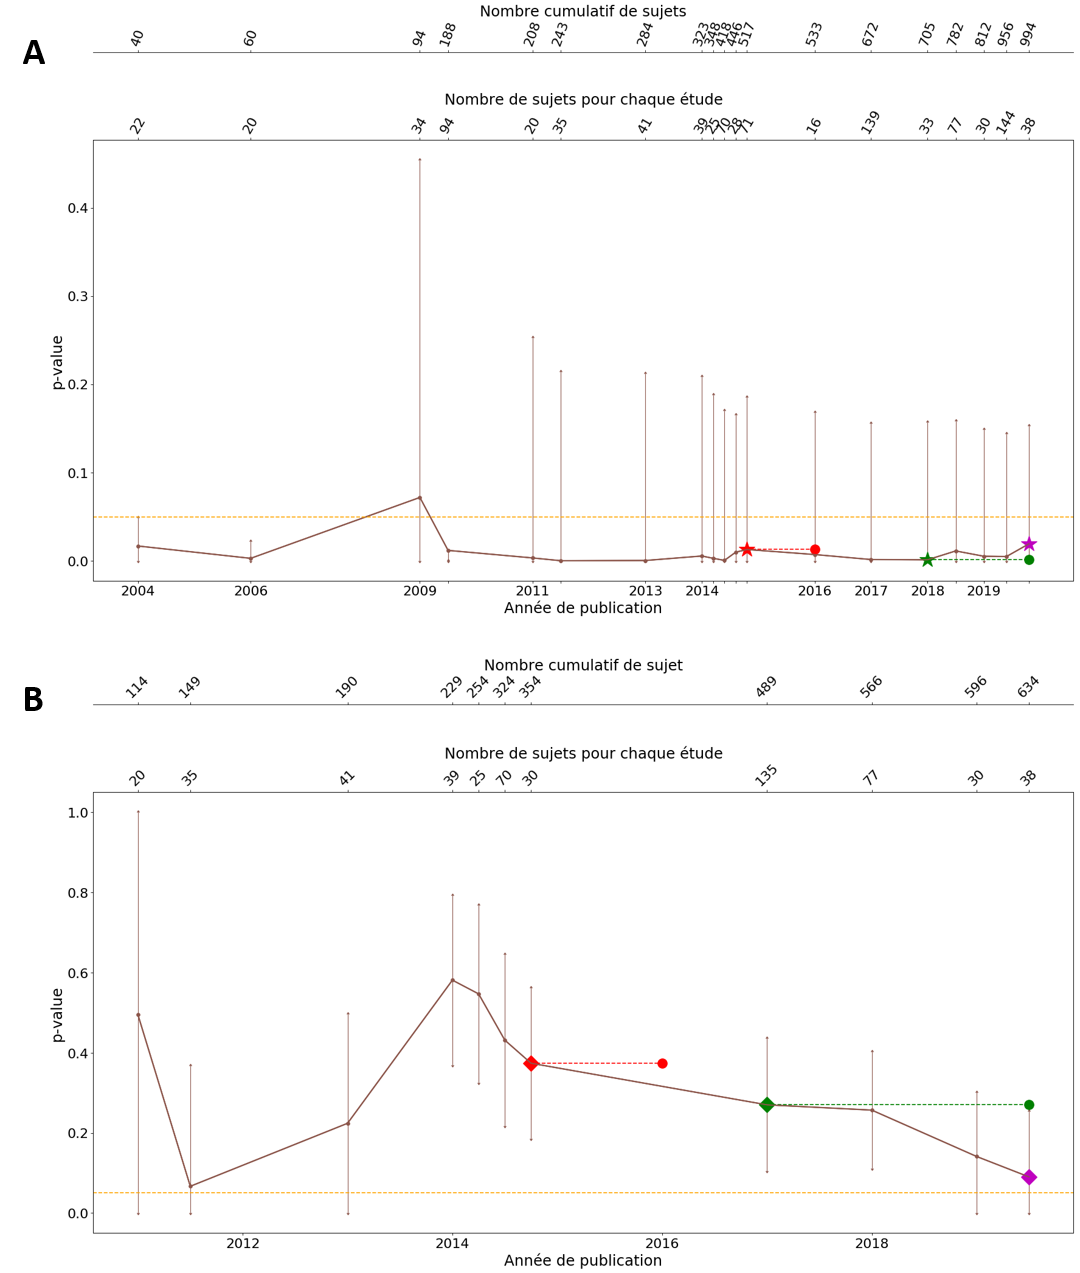 Nombre cumulatif de sujets
A
40 60 94 188 208 243 284 323 348 418 446 517 533 672 705 782 812 956 994
Nombre de sujets pour chaque étude
22 20 34 94 20 35 41 39 25 70 28 71 16 139 33 77 30 144 38
p-value
0.4
0.3
0.2
0.1
0.0
2004 2006 2009 2011 2013 2014 2016 2017 2018 2019
Année de publication
Nombre cumulatif de sujet
B
114 149 190 229 254 324 354 489 566 596 634
Nombre de sujets pour chaque étude
20 35 41 39 25 70 30 135 77 30 38
p-value
1.0
0.8
0.6
0.4
0.2
0.0
2012 2014 2016 2018
Année de publication